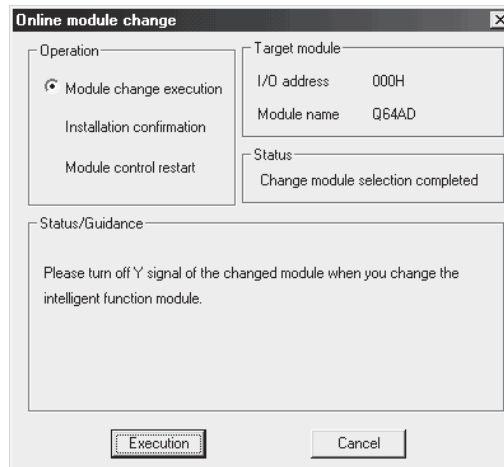 Online module change
Operation
Module change execution
Installation confirmation
Module control restart
Target module
I/O address 000H
Module name Q64AD
Status
Change module selection completed
Status/Guidance
Please turn off Y signal of the changed module when you change the
intelligent function module.
Execution Cancel